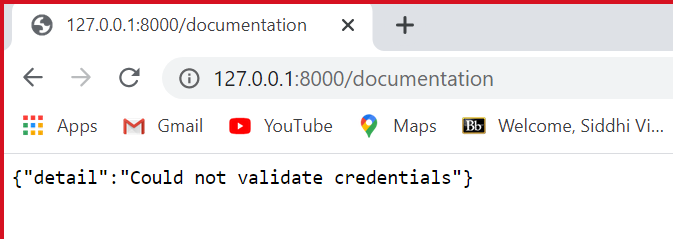 127.0.0.1:8000/documentation
127.0.0.1:8000/documentation
Apps Gmail YouTube Maps Bb Welcome, Siddhi Vi...
{"detail":"Could not validate credentials"}